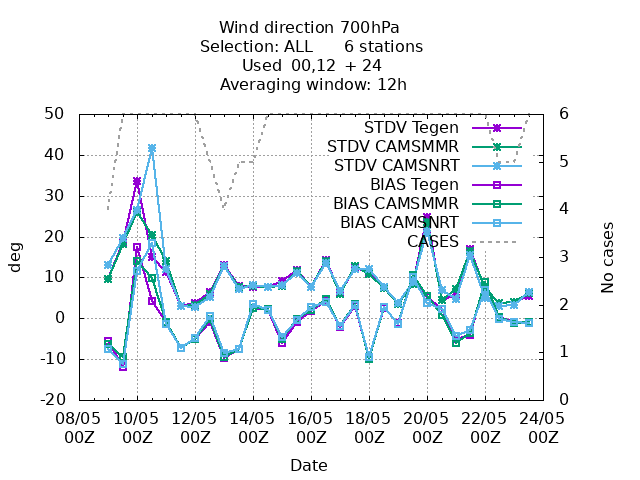 Wind direction 700hPa
Selection: ALL 6 stations
Used 00,12 + 24
Averaging window: 12h
50
40
30
20
10
0
-10
-20
deg
6
5
4
3
2
1
0
No cases
STDV Tegen
STDV CAMSMMR
STDV CAMSNRT
BIAS Tegen
BIAS CAMSMMR
BIAS CAMSNRT
CASES
08/05 10/05 12/05 14/05 16/05 18/05 20/05 22/05 24/05
00Z 00Z 00Z 00Z 00Z 00Z 00Z 00Z 00Z
Date